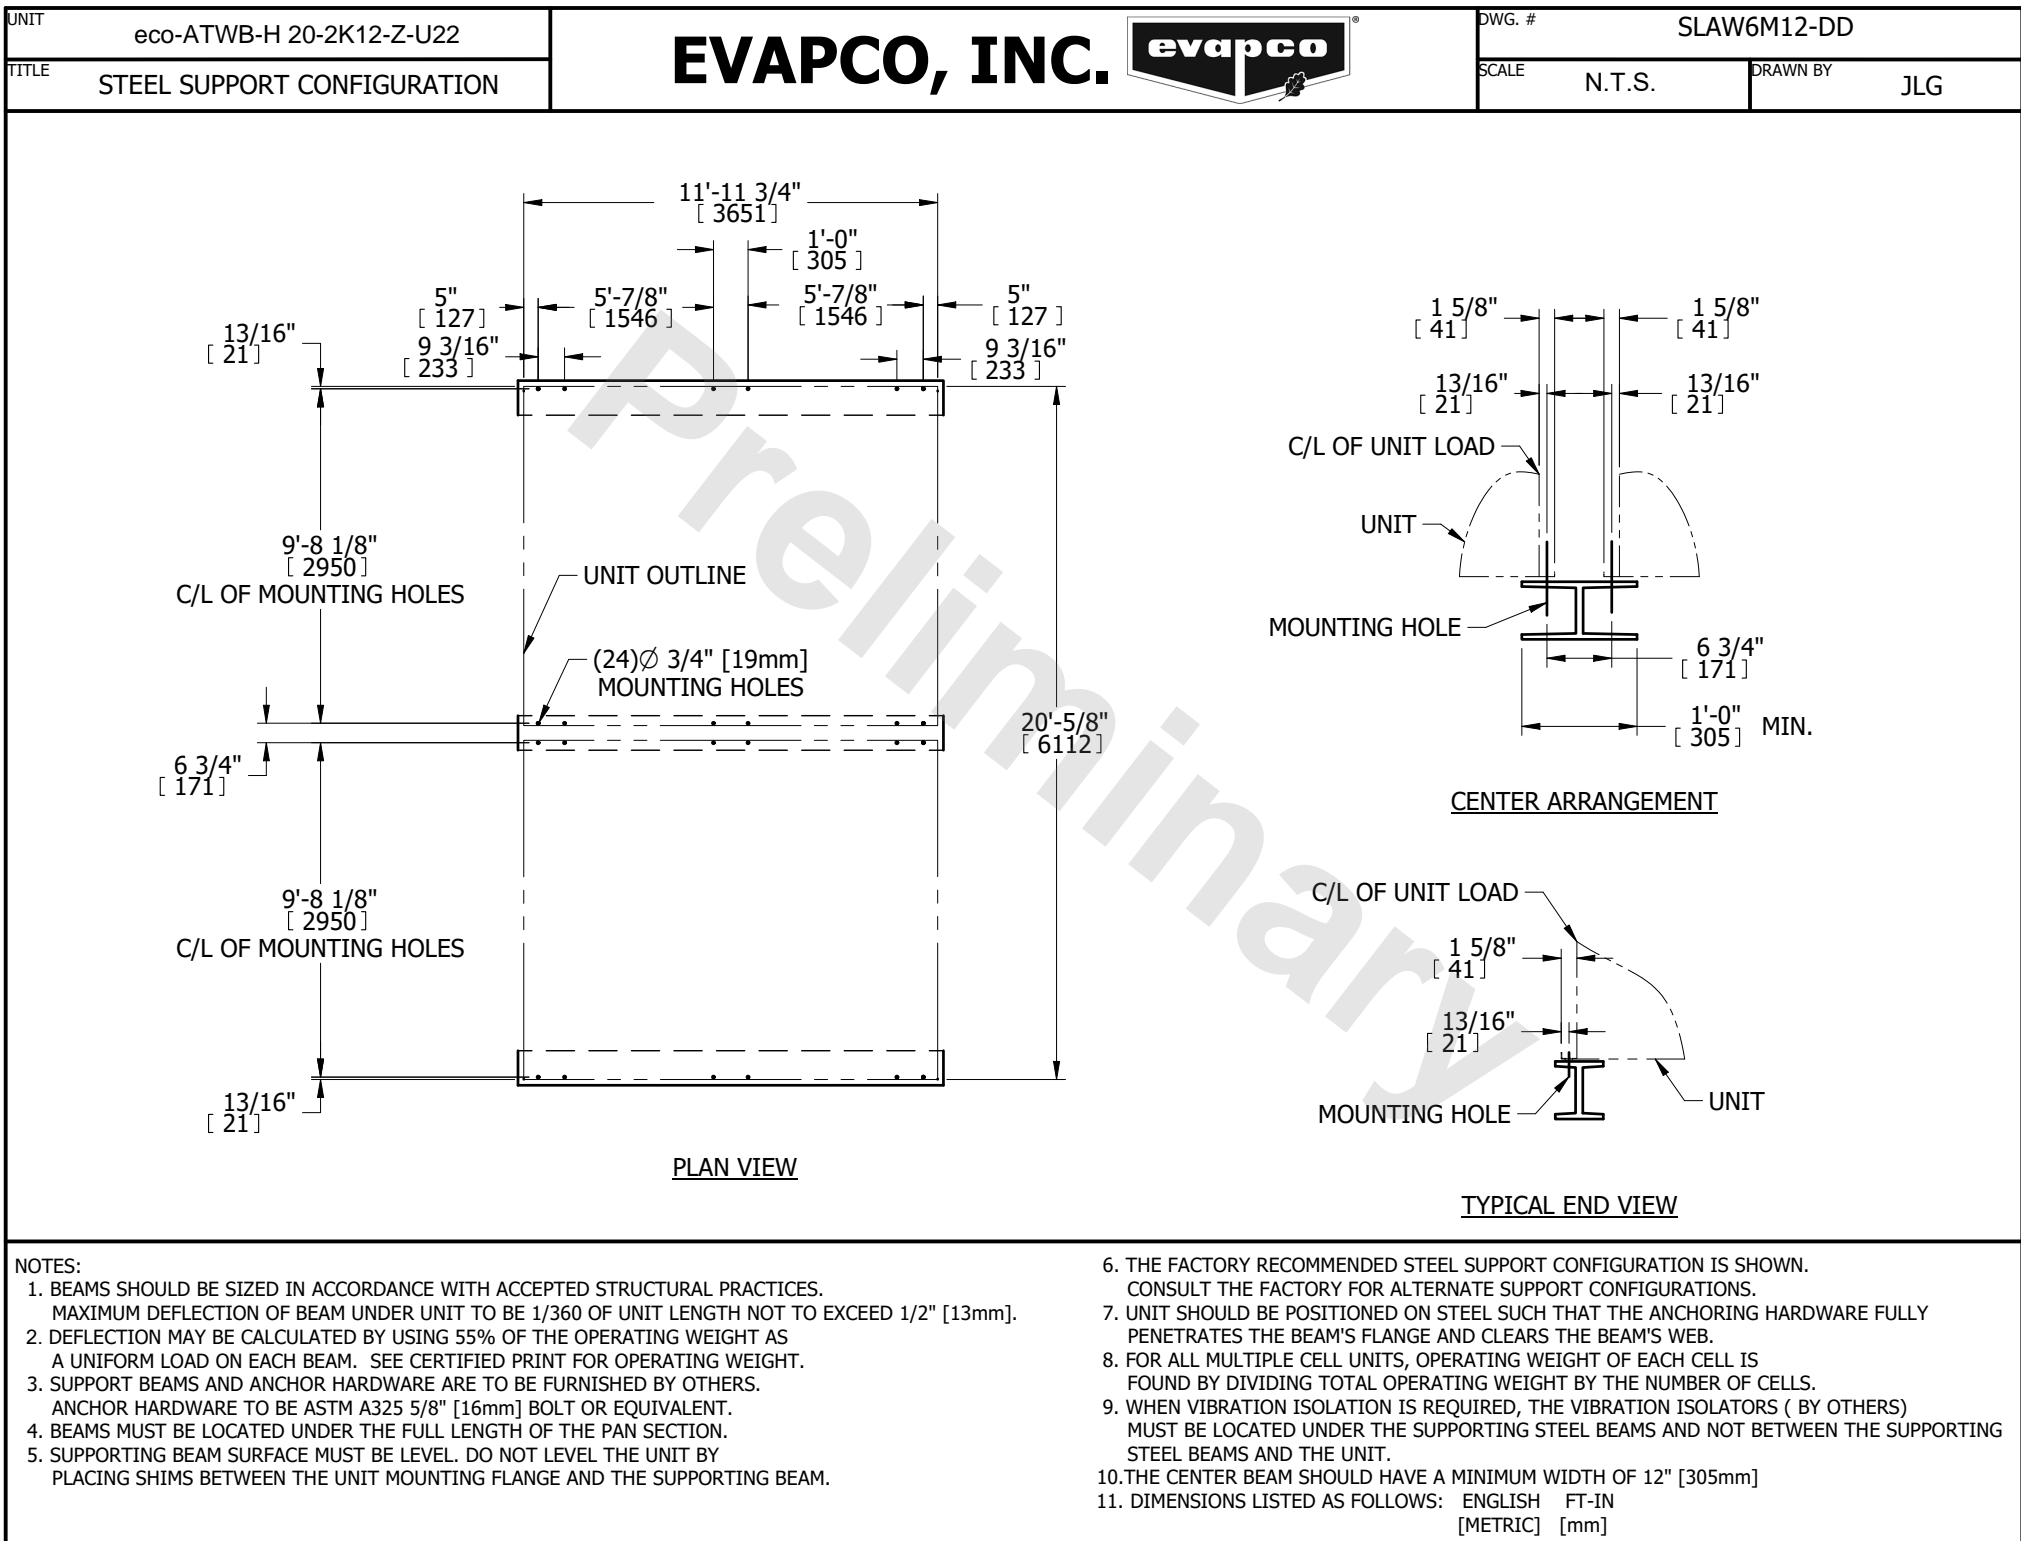 UNIT
eco-ATWB-H 20-2K12-Z-U22
TITLE
STEEL SUPPORT CONFIGURATION
EVAPCO, INC.
evapco
®
DWG. #
SLAW6M12-DD
SCALE
N.T.S.
DRAWN BY
JLG
11'-11 3/4"
[ 3651 ]
1'-0"
[ 305 ]
5"
[ 127 ]
5'-7/8"
[ 1546 ]
5'-7/8"
[ 1546 ]
5"
[ 127 ]
13/16"
[ 21 ]
9 3/16"
[ 233 ]
9 3/16"
[ 233 ]
9'-8 1/8"
[ 2950 ]
C/L OF MOUNTING HOLES
UNIT OUTLINE
(24)Ø 3/4" [19mm]
MOUNTING HOLES
20'-5/8"
[ 6112 ]
6 3/4"
[ 171 ]
9'-8 1/8"
[ 2950 ]
C/L OF MOUNTING HOLES
13/16"
[ 21 ]
PLAN VIEW
1 5/8"
[ 41 ]
1 5/8"
[ 41 ]
13/16"
[ 21 ]
13/16"
[ 21 ]
C/L OF UNIT LOAD
UNIT
MOUNTING HOLE
6 3/4"
[ 171 ]
1'-0"
[ 305 ]
MIN.
CENTER ARRANGEMENT
C/L OF UNIT LOAD
1 5/8"
[ 41 ]
13/16"
[ 21 ]
MOUNTING HOLE
UNIT
TYPICAL END VIEW
Preliminary
NOTES:
1. BEAMS SHOULD BE SIZED IN ACCORDANCE WITH ACCEPTED STRUCTURAL PRACTICES.
MAXIMUM DEFLECTION OF BEAM UNDER UNIT TO BE 1/360 OF UNIT LENGTH NOT TO EXCEED 1/2" [13mm].
2. DEFLECTION MAY BE CALCULATED BY USING 55% OF THE OPERATING WEIGHT AS
A UNIFORM LOAD ON EACH BEAM. SEE CERTIFIED PRINT FOR OPERATING WEIGHT.
3. SUPPORT BEAMS AND ANCHOR HARDWARE ARE TO BE FURNISHED BY OTHERS.
ANCHOR HARDWARE TO BE ASTM A325 5/8" [16mm] BOLT OR EQUIVALENT.
4. BEAMS MUST BE LOCATED UNDER THE FULL LENGTH OF THE PAN SECTION.
5. SUPPORTING BEAM SURFACE MUST BE LEVEL. DO NOT LEVEL THE UNIT BY
PLACING SHIMS BETWEEN THE UNIT MOUNTING FLANGE AND THE SUPPORTING BEAM.
6. THE FACTORY RECOMMENDED STEEL SUPPORT CONFIGURATION IS SHOWN.
CONSULT THE FACTORY FOR ALTERNATE SUPPORT CONFIGURATIONS.
7. UNIT SHOULD BE POSITIONED ON STEEL SUCH THAT THE ANCHORING HARDWARE FULLY
PENETRATES THE BEAM'S FLANGE AND CLEARS THE BEAM'S WEB.
8. FOR ALL MULTIPLE CELL UNITS, OPERATING WEIGHT OF EACH CELL IS
FOUND BY DIVIDING TOTAL OPERATING WEIGHT BY THE NUMBER OF CELLS.
9. WHEN VIBRATION ISOLATION IS REQUIRED, THE VIBRATION ISOLATORS ( BY OTHERS)
MUST BE LOCATED UNDER THE SUPPORTING STEEL BEAMS AND NOT BETWEEN THE SUPPORTING
STEEL BEAMS AND THE UNIT.
10.THE CENTER BEAM SHOULD HAVE A MINIMUM WIDTH OF 12" [305mm]
11. DIMENSIONS LISTED AS FOLLOWS: ENGLISH FT-IN
[METRIC] [mm]